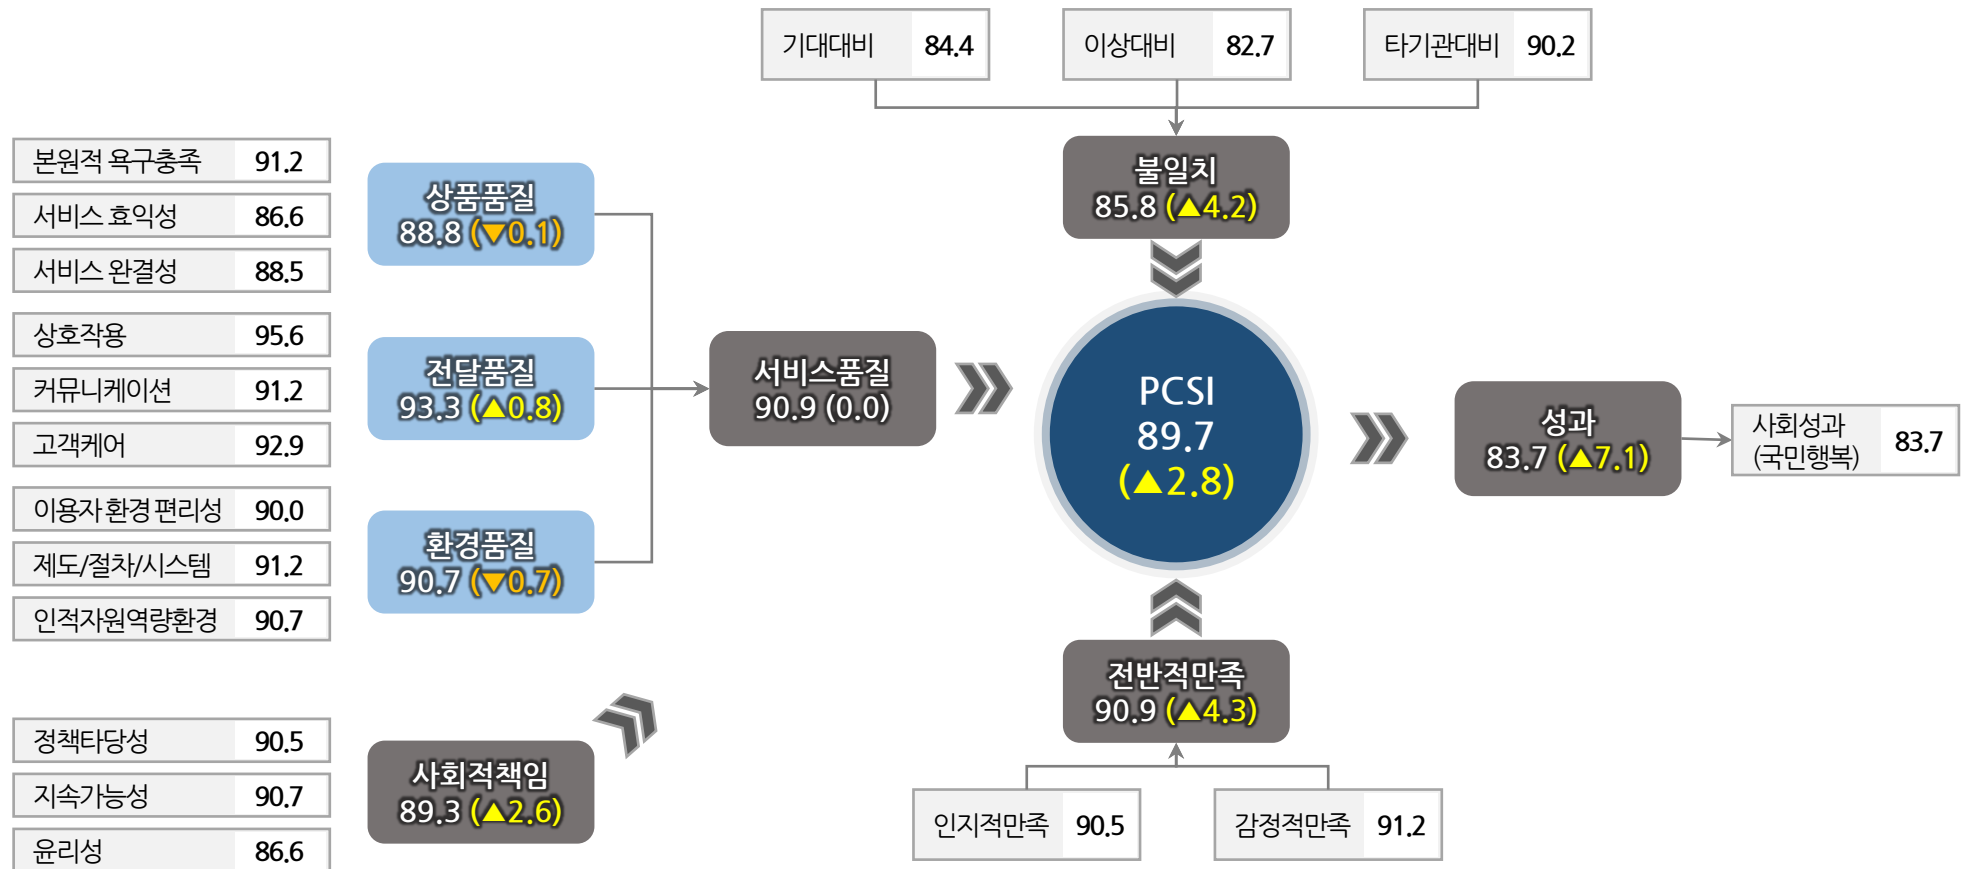 기대대비 84.4
이상대비 82.7
타기관대비 90.2
불일치
85.8 (▲4.2)
본원적 욕구충족 91.2
서비스 효익성 86.6
서비스 완결성 88.5
상품품질
88.8 (▼0.1)
상호작용 95.6
커뮤니케이션 91.2
고객케어 92.9
전달품질
93.3 (▲0.8)
이용자 환경 편리성 90.0
제도/절차/시스템 91.2
인적자원역량환경 90.7
환경품질
90.7 (▼0.7)
서비스품질
90.9 (0.0)
PCSI
89.7
(▲2.8)
성과
83.7 (▲7.1)
사회성과
(국민행복)
83.7
정책타당성 90.5
지속가능성 90.7
윤리성 86.6
사회적책임
89.3 (▲2.6)
전반적만족
90.9 (▲4.3)
인지적만족 90.5
감정적만족 91.2